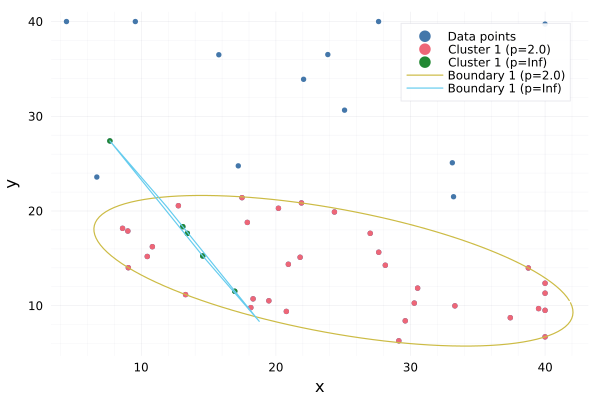 40
30
20
10
10
20
30
40
x
y
Data points
Cluster 1 (p=2.0)
Cluster 1 (p=Inf)
Boundary 1 (p=2.0)
Boundary 1 (p=Inf)